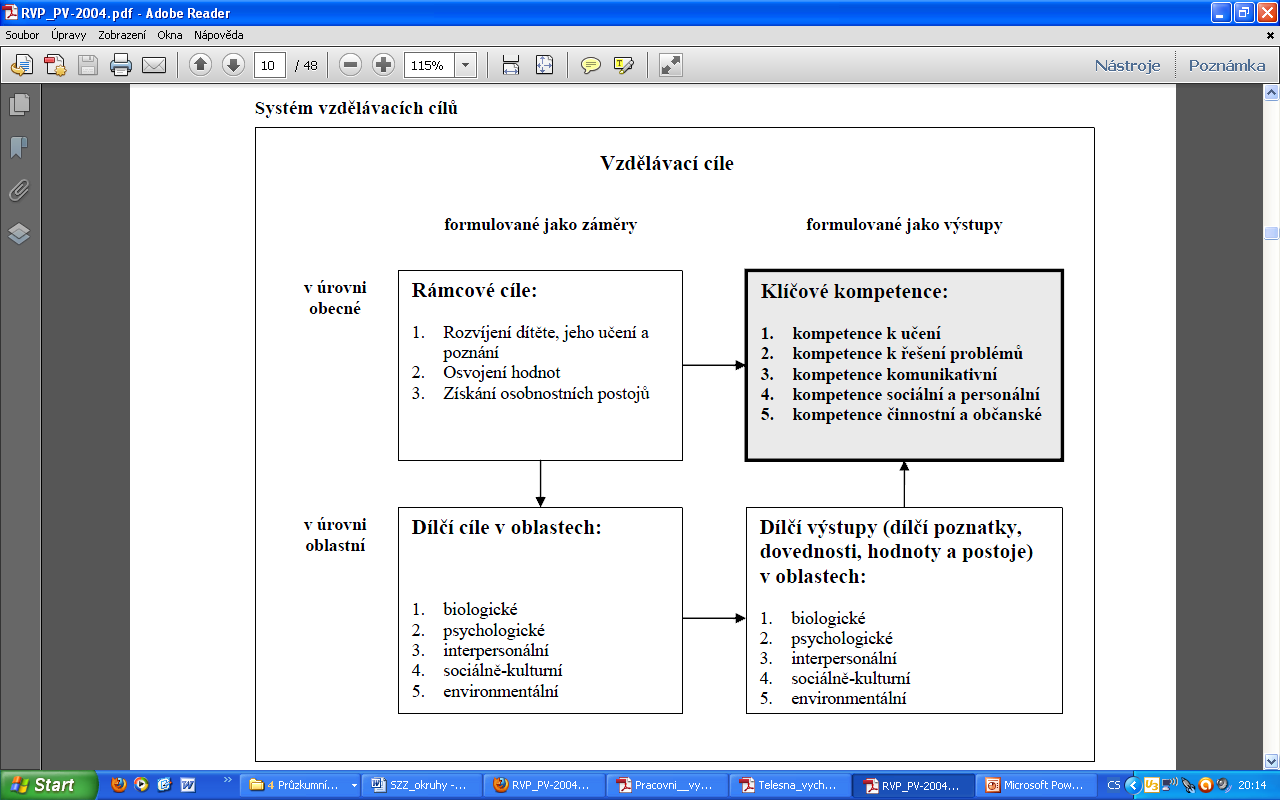 RVP_PV-2004.pdf - Adobe Reader
Soubor Úpravy Zobrazení Okna Nápověda
10 / 48 115% Nástroje Poznámka
Systém vzdělávacích cílů
Vzdělávací cíle
formulované jako záměry
formulované jako výstupy
v úrovni
obecné
Rámcové cíle:
1. Rozvíjení dítěte, jeho učení a
poznání
2. Osvojení hodnot
3. Získání osobnostních postojů
Klíčové kompetence:
1. kompetence k učení
2. kompetence k řešení problémů
3. kompetence komunikativní
4. kompetence sociální a personální
5. kompetence činnostní a občanské
v úrovni
oblastní
Dílčí cíle v oblastech:
1. biologické
2. psychologické
3. interpersonální
4. sociálně-kulturní
5. environmentální
Dílčí výstupy (dílčí poznatky,
dovednosti, hodnoty a postoje)
v oblastech:
1. biologické
2. psychologické
3. interpersonální
4. sociálně-kulturní
5. environmentální
Start
4 Průzkumní...
SZZ_okruhy -...
RVP_PV-2004...
Pracovni__vy...
Telesna_vych...
RVP_PV-2004...
Microsoft Pow...
CS
20:14